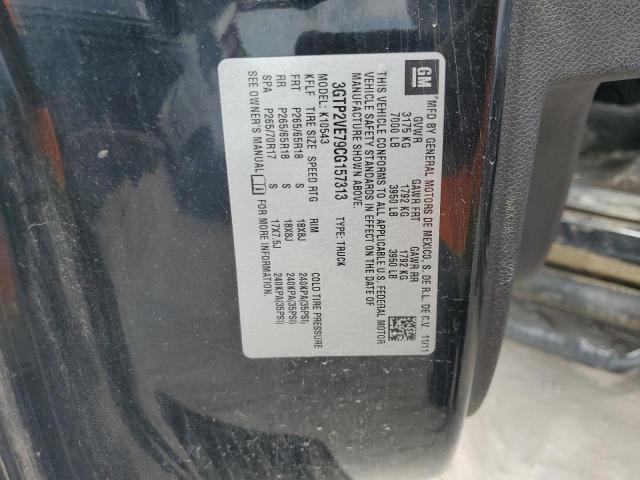 GM
MFD BY GENERAL MOTORS DE MEXICO, S. DE R.L. DE C.V. 11/11
GVWR GAWR FRT GAWR RR
3175 KG 1792 KG 1792 KG
7000 LB 3950 LB 3950 LB
THIS VEHICLE CONFORMS TO ALL APPLICABLE U.S. FEDERAL MOTOR
VEHICLE SAFETY STANDARDS IN EFFECT ON THE DATE OF
MANUFACTURE SHOWN ABOVE.
3GTP2VE79CG157313 TYPE: TRUCK
MODEL: K10543
KFLF TIRE SIZE SPEED RTG RIM COLD TIRE PRESSURE
FRT P265/65R18 S 18X8J 240KPA(35PSI)
RR P265/65R18 S 18X8J 240KPA(35PSI)
SPA P265/70R17 S 17X7.5J 240KPA(35PSI)
SEE OWNER'S MANUAL FOR MORE INFORMATION.